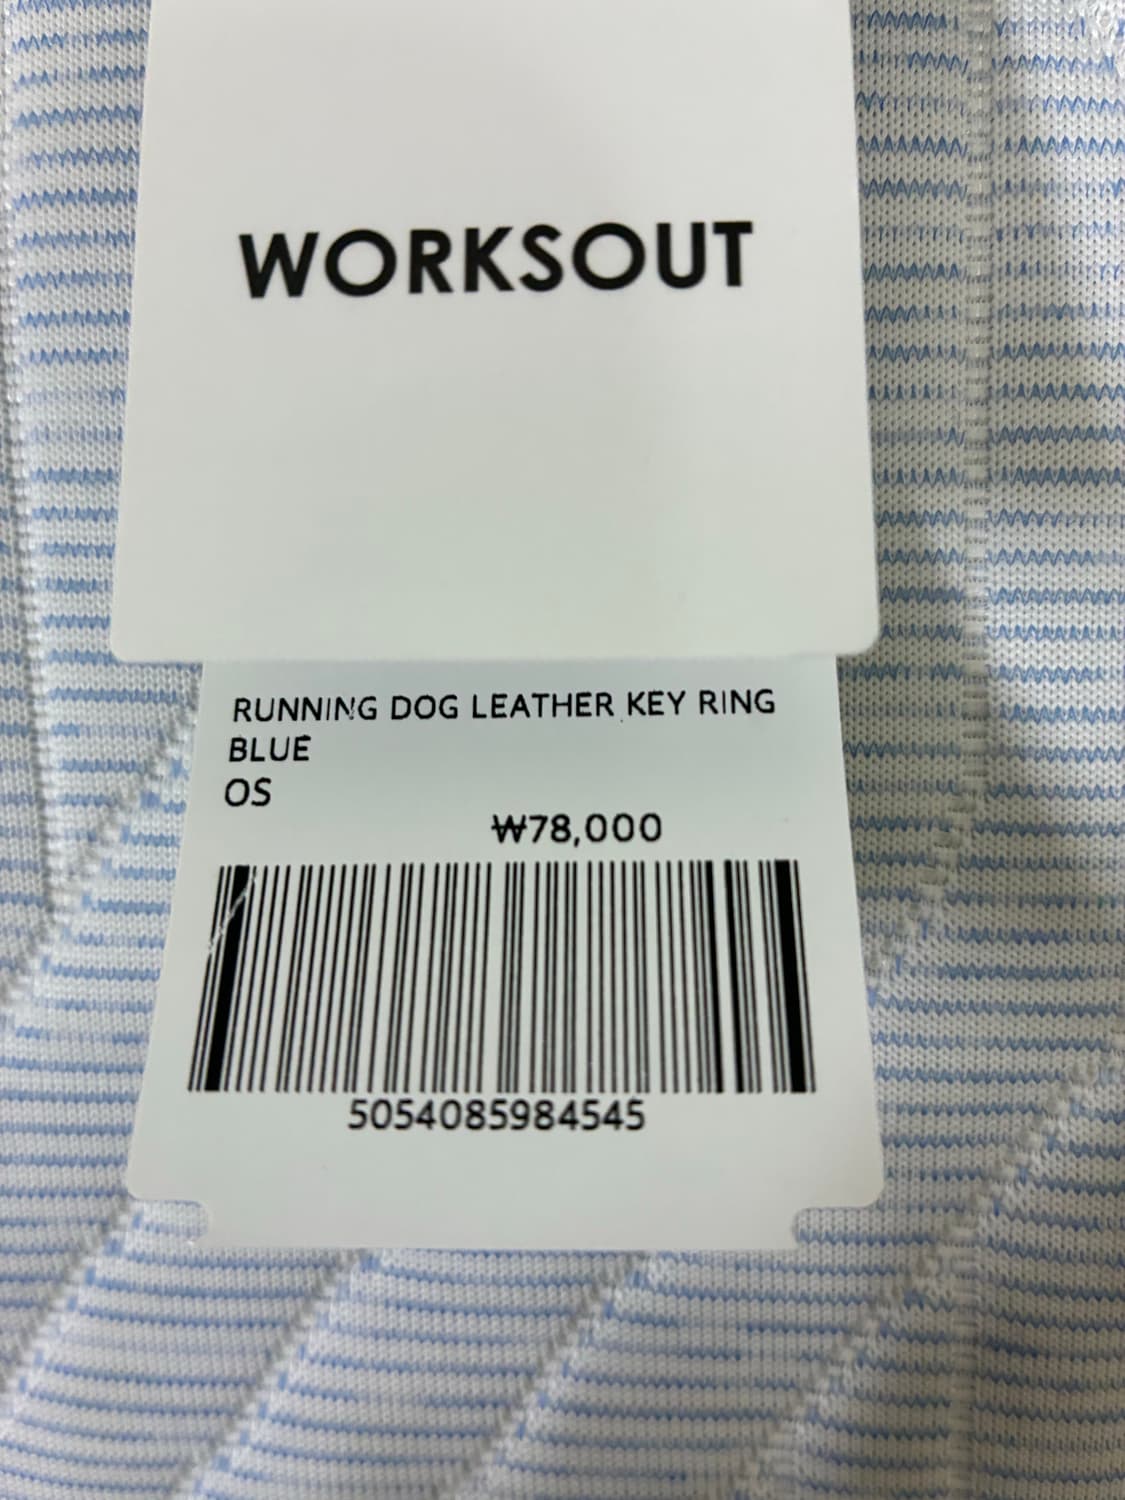 WORKSOUT
RUNNING DOG LEATHER KEY RING
BLUE
OS
₩78,000
5054085984545